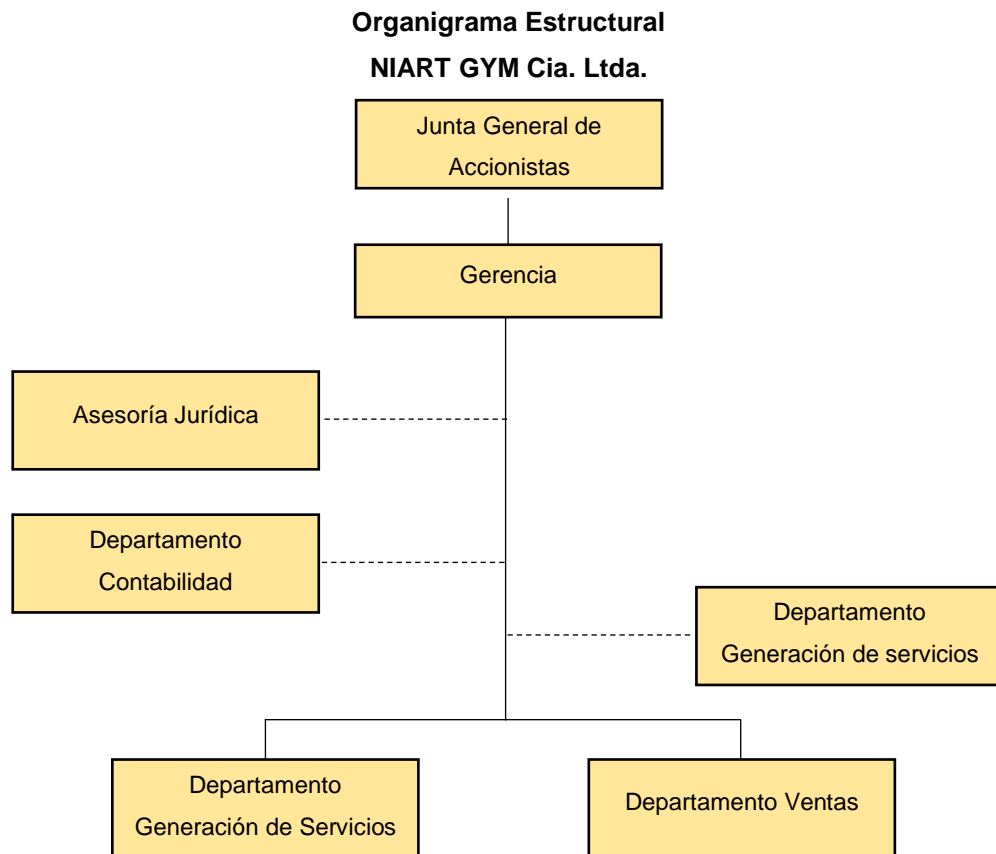 Organigrama Estructural
NIART GYM Cia. Ltda.
Junta General de
Accionistas
Gerencia
Asesoría Jurídica
Departamento
Contabilidad
Departamento
Generación de servicios
Departamento
Generación de Servicios
Departamento Ventas